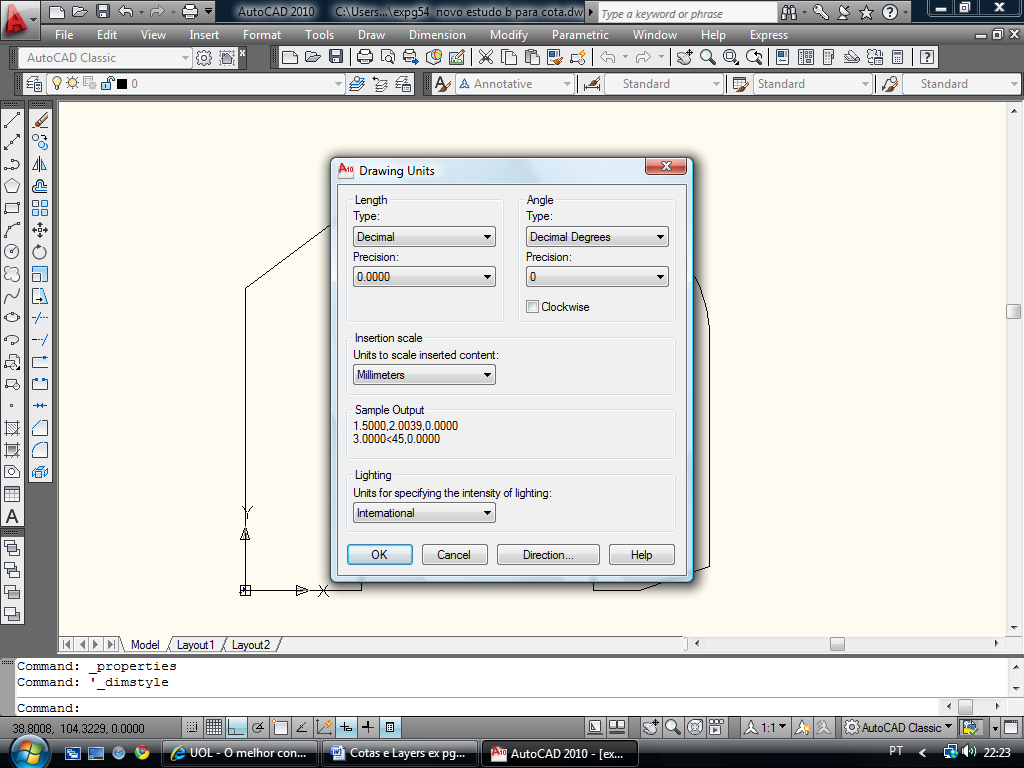 AutoCAD 2010 C:\Users...\expg54 novo estudo b para cota.dw Type a keyword or phrase
File Edit View Insert Format Tools Draw Dimension Modify Parametric Window Help Express
AutoCAD Classic
0 Annotative Standard Standard Standard
A10 Drawing Units
Length Angle
Type: Type:
Decimal Decimal Degrees
Precision: Precision:
0.0000 0
Clockwise
Insertion scale
Units to scale inserted content:
Millimeters
Sample Output
1.5000,2.0039,0.0000
3.0000<45,0.0000
Lighting
Units for specifying the intensity of lighting:
International
OK Cancel Direction... Help
Y
X
A
Model Layout1 Layout2
Command: _properties
Command: '_dimstyle
Command:
38.8008, 104.3229, 0.0000 1:1 AutoCAD Classic
UOL - O melhor con... Cotas e Layers ex pg... AutoCAD 2010 - [ex... PT 22:23